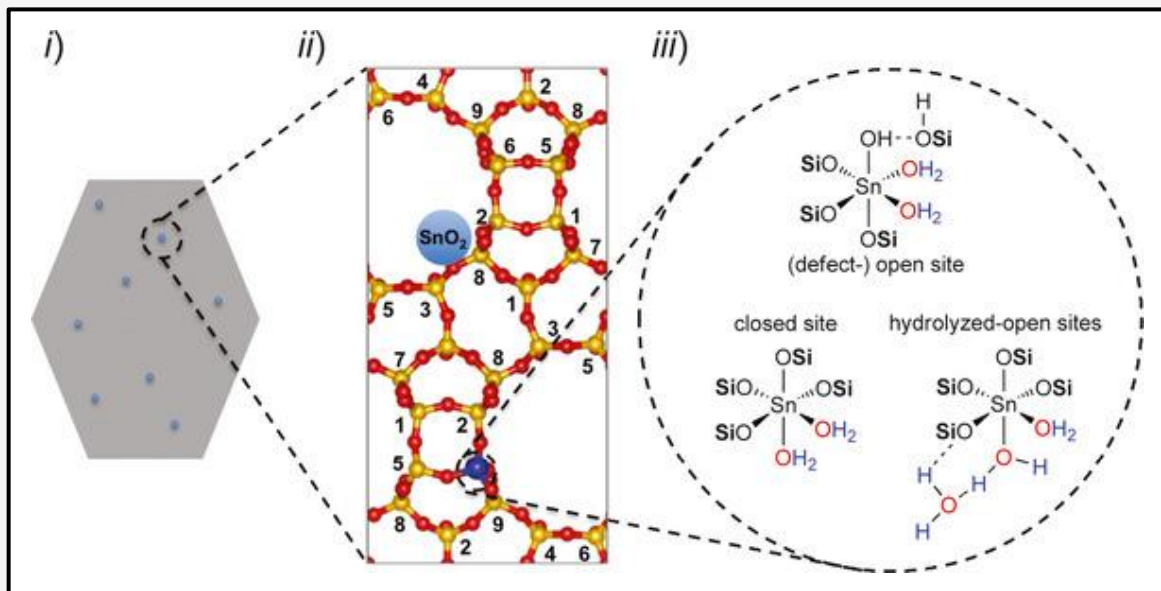 i)
ii)
iii)
4
2
6
9
8
6
5
2
1
SnO₂
7
8
5
3
1
3
7
8
5
1
2
5
8
9
2
4
6
H
OH
OSi
SiO
OH₂
Sn
SiO
OH₂
OSi
(defect-) open site
closed site
OSi
SiO
OSi
Sn
SiO
OH₂
OH₂
hydrolyzed-open sites
OSi
SiO
OSi
Sn
SiO
OH₂
H
O
H
H
O
H